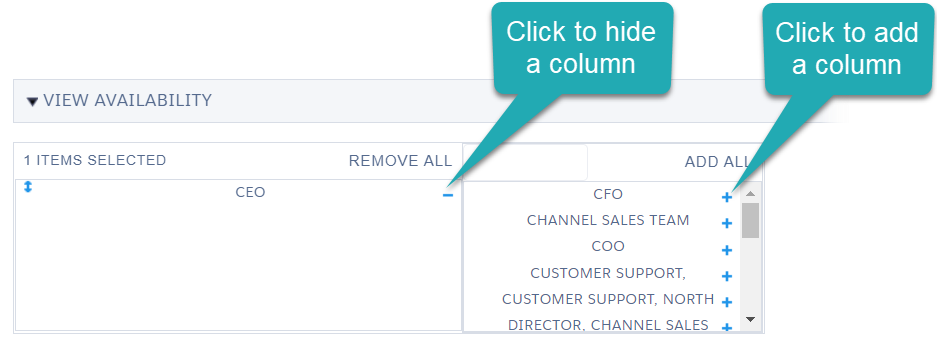 Click to hide
a column
Click to add
a column
VIEW AVAILABILITY
1 ITEMS SELECTED
REMOVE ALL
ADD ALL
CEO
CFO
CHANNEL SALES TEAM
COO
CUSTOMER SUPPORT,
CUSTOMER SUPPORT, NORTH
DIRECTOR, CHANNEL SALES